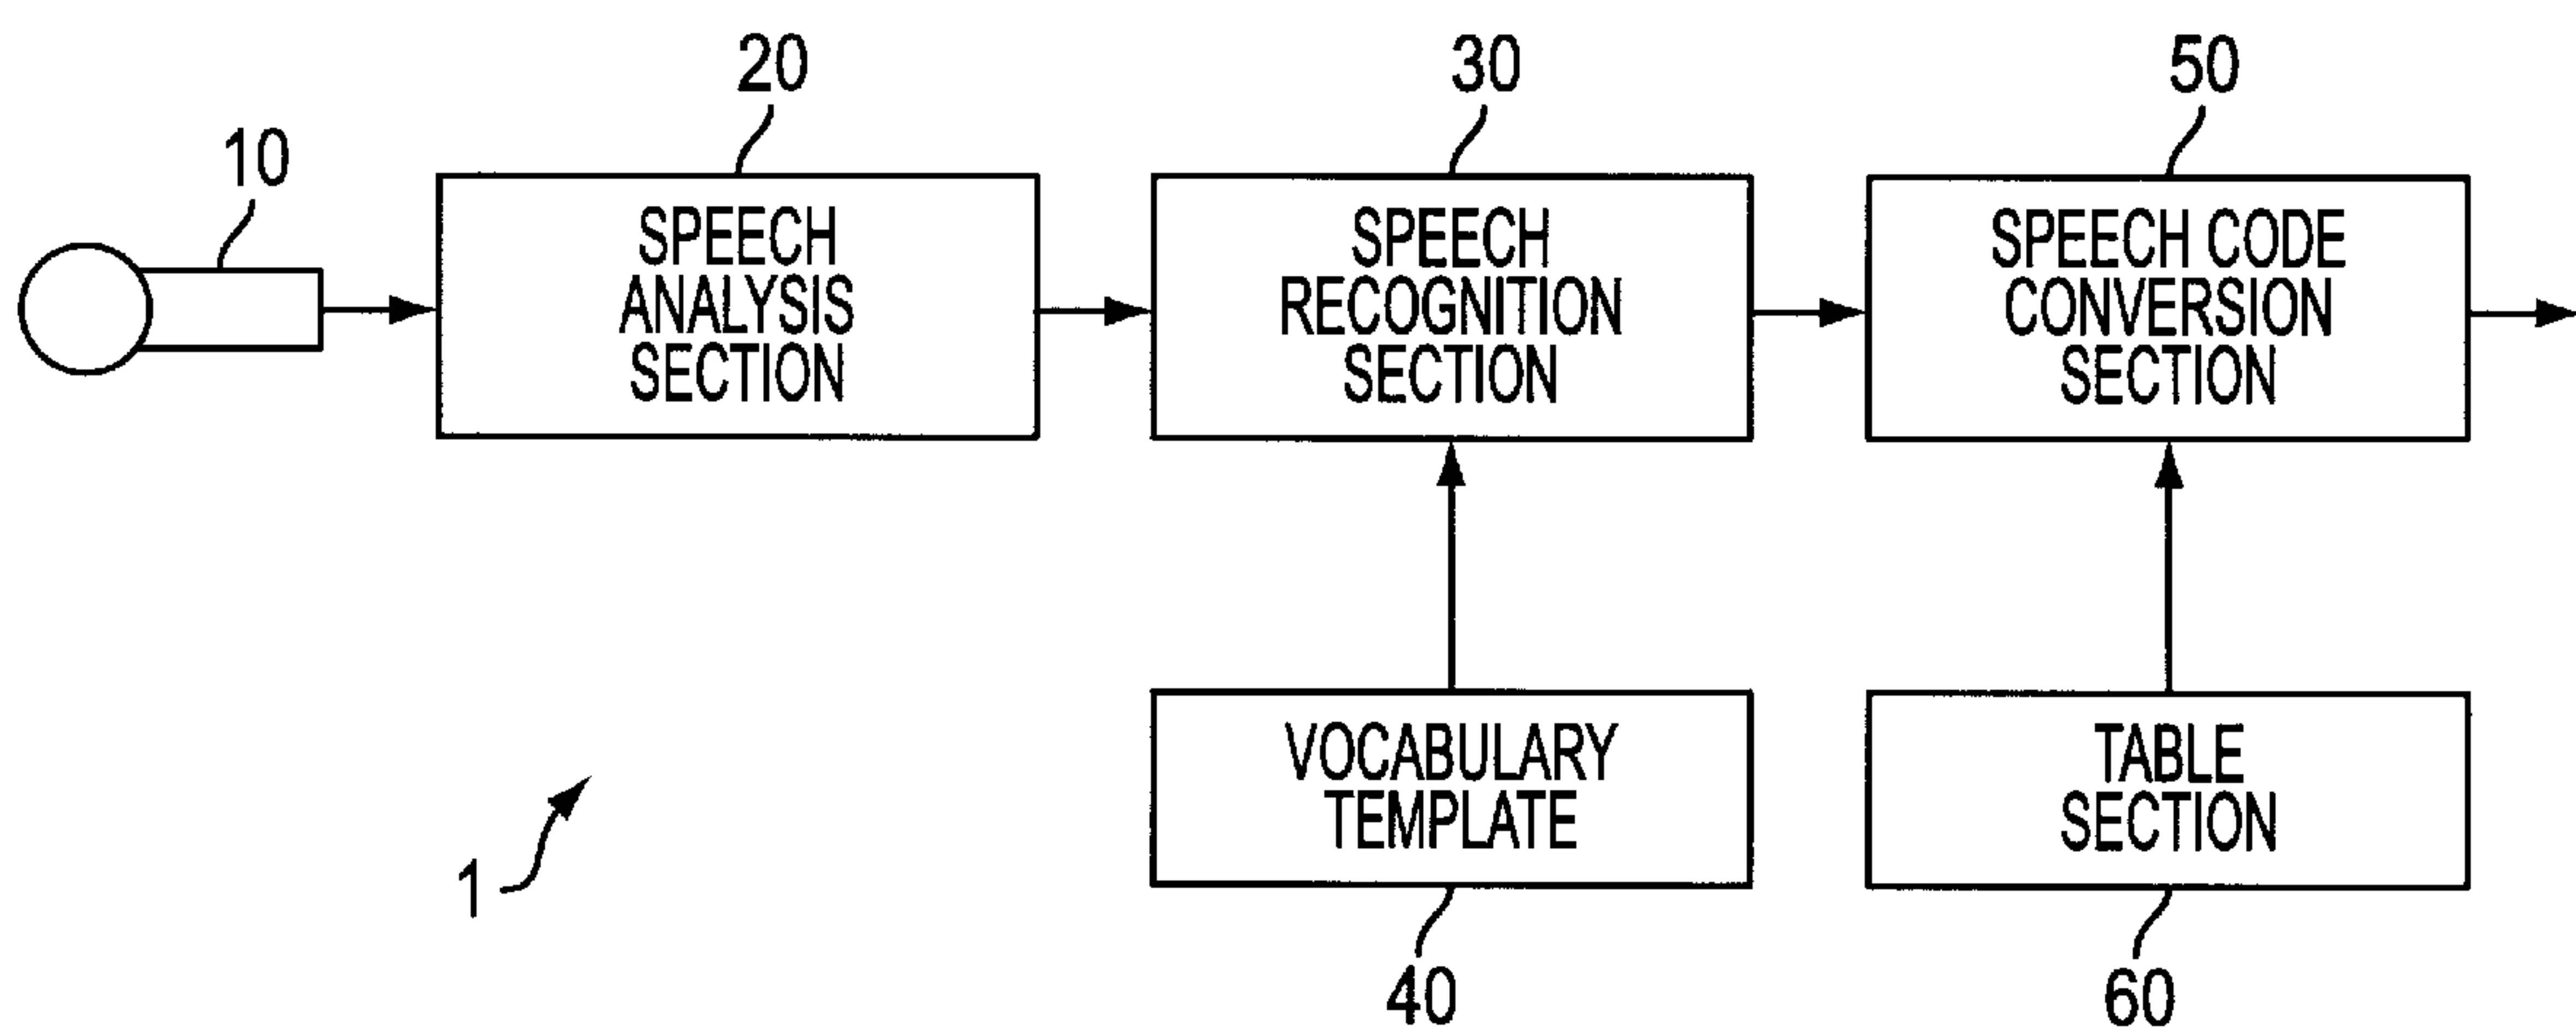 20
30
50
10
SPEECH
ANALYSIS
SECTION
SPEECH
RECOGNITION
SECTION
SPEECH CODE
CONVERSION
SECTION
VOCABULARY
TEMPLATE
TABLE
SECTION
1
40
60